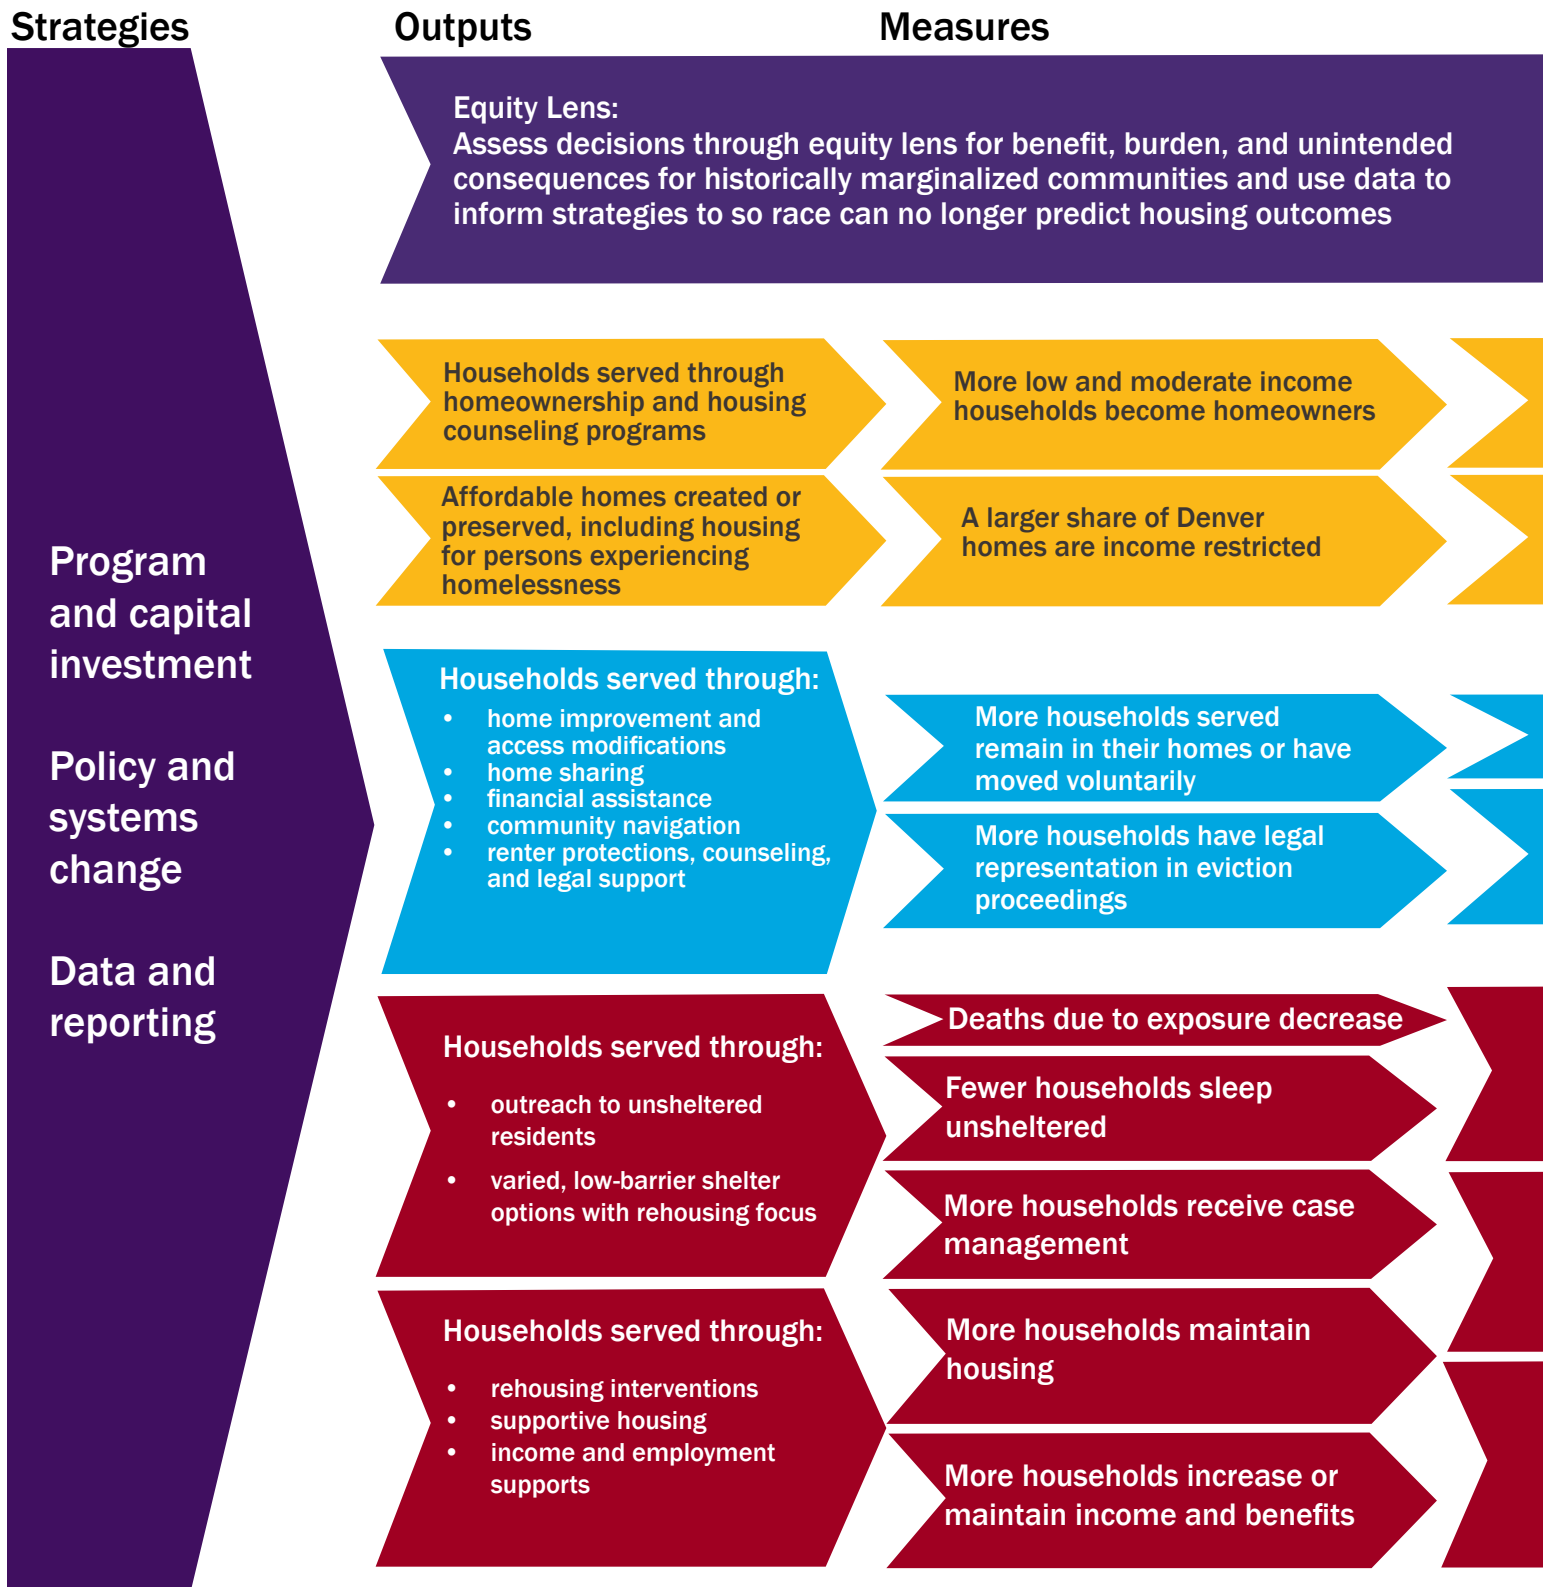 Strategies
Outputs
Measures
Program
and capital
investment
Policy and
systems
change
Data and
reporting
Equity Lens:
Assess decisions through equity lens for benefit, burden, and unintended
consequences for historically marginalized communities and use data to
inform strategies to so race can no longer predict housing outcomes
Households served through
homeownership and housing
counseling programs
More low and moderate income
households become homeowners
Affordable homes created or
preserved, including housing
for persons experiencing
homelessness
A larger share of Denver
homes are income restricted
Households served through:
• home improvement and
access modifications
• home sharing
• financial assistance
• community navigation
• renter protections, counseling,
and legal support
More households served
remain in their homes or have
moved voluntarily
More households have legal
representation in eviction
proceedings
Households served through:
• outreach to unsheltered
residents
• varied, low-barrier shelter
options with rehousing focus
Deaths due to exposure decrease
Fewer households sleep
unsheltered
More households receive case
management
Households served through:
• rehousing interventions
• supportive housing
• income and employment
supports
More households maintain
housing
More households increase or
maintain income and benefits